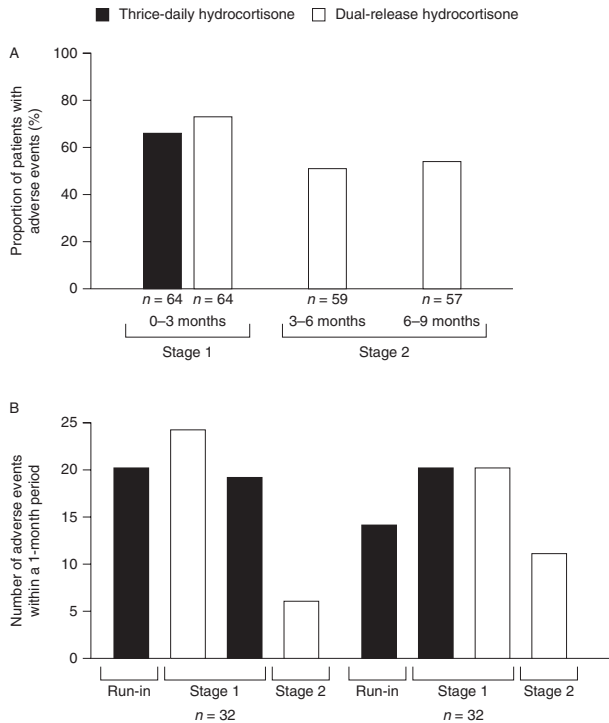 Thrice-daily hydrocortisone Dual-release hydrocortisone
A
Proportion of patients with
adverse events (%)
100
80
60
40
20
0
n = 64 n = 64 n = 59 n = 57
0–3 months 3–6 months 6–9 months
Stage 1 Stage 2
B
Number of adverse events
within a 1-month period
25
20
15
10
5
0
Run-in Stage 1 Stage 2 Run-in Stage 1 Stage 2
n = 32 n = 32